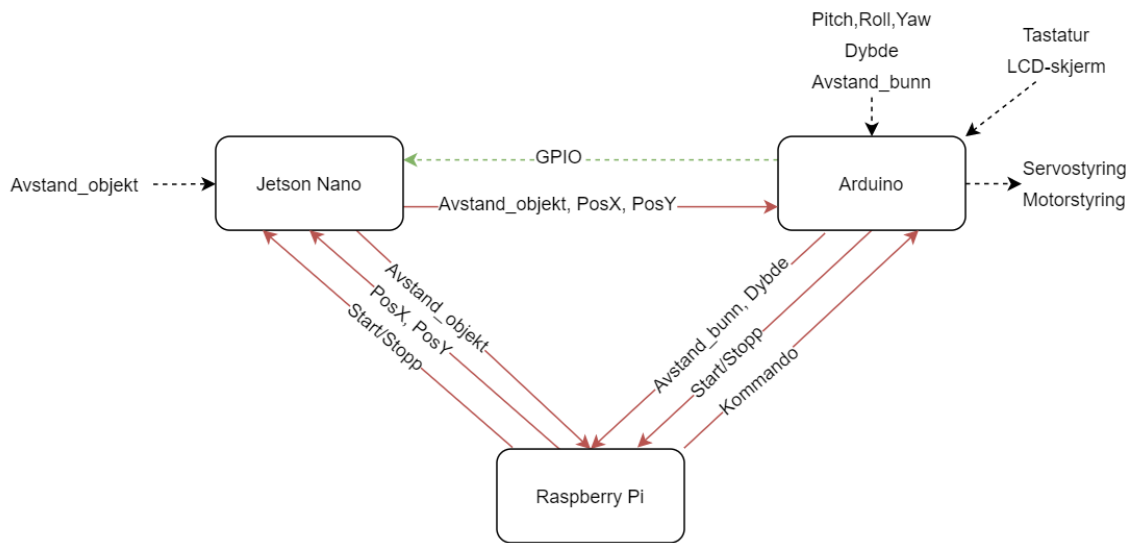 Pitch,Roll,Yaw
Dybde
Avstand_bunn
Tastatur
LCD-skjerm
Avstand_objekt
Jetson Nano
GPIO
Avstand_objekt, PosX, PosY
Arduino
Servostyring
Motorstyring
Avstand_objekt
PosX, PosY
Start/Stopp
Avstand_bunn, Dybde
Start/Stopp
Kommando
Raspberry Pi